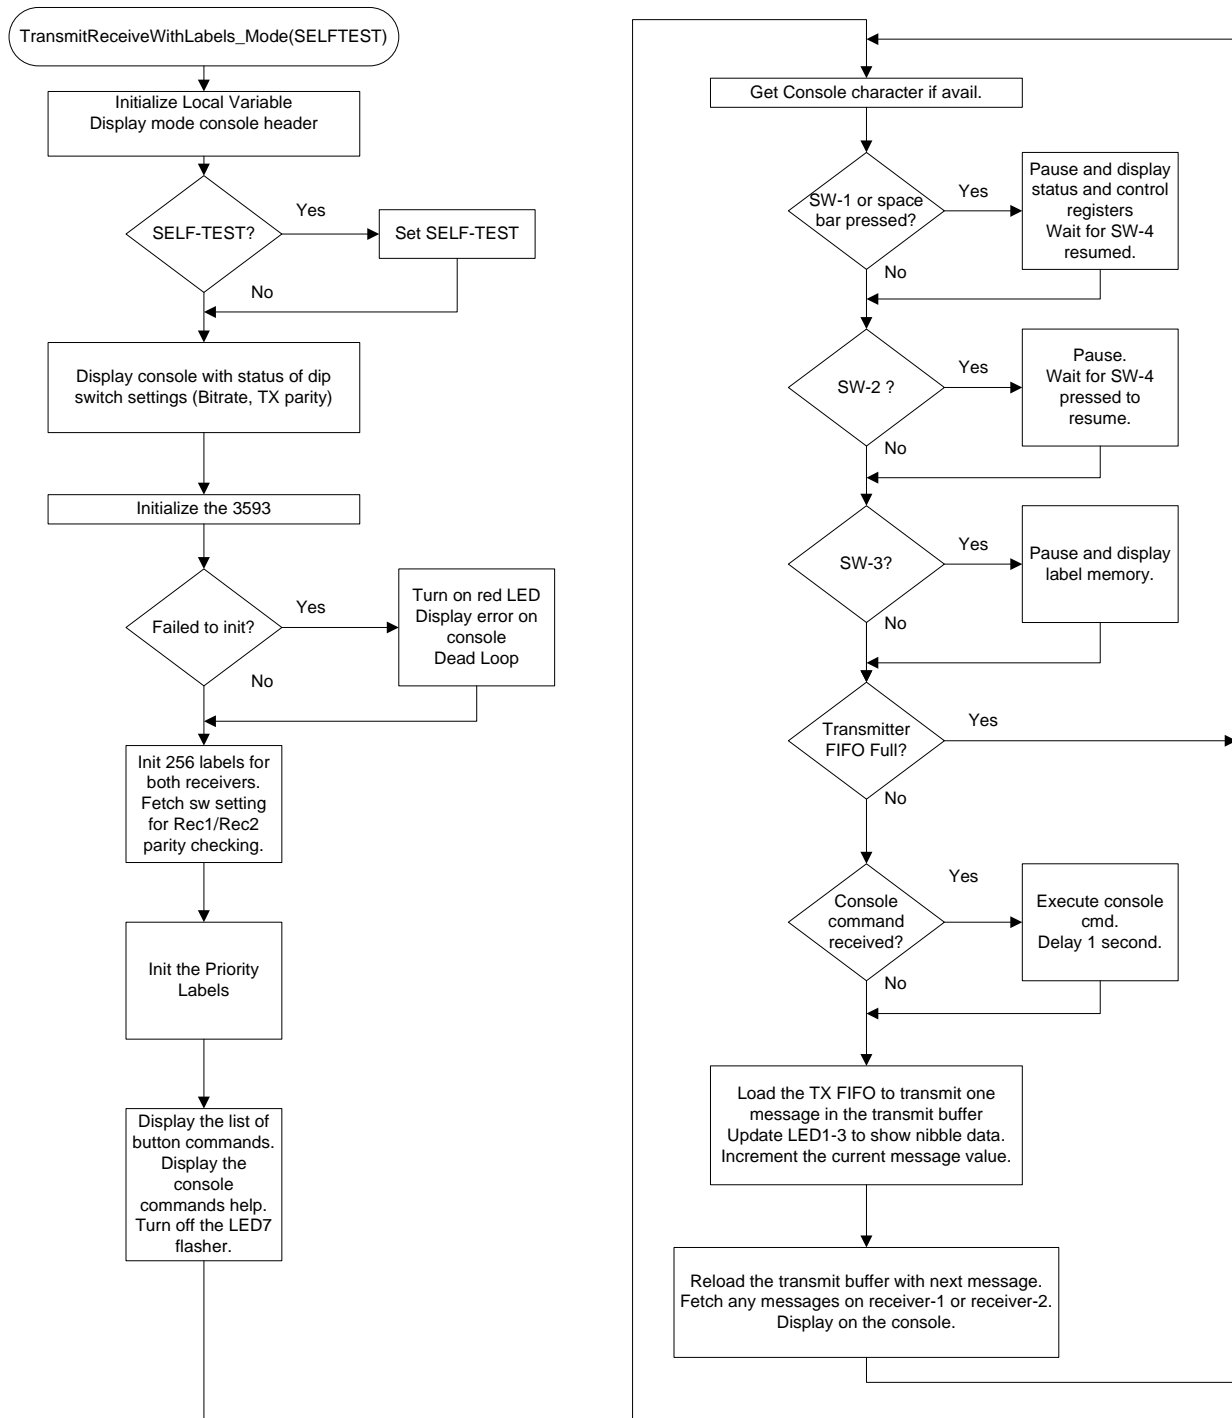 TransmitReceiveWithLabels_Mode(SELFTEST)
Initialize Local Variable
Display mode console header
SELF-TEST?
Yes
Set SELF-TEST
No
Display console with status of dip
switch settings (Bitrate, TX parity)
Initialize the 3593
Failed to init?
Yes
Turn on red LED
Display error on
console
Dead Loop
No
Init 256 labels for
both receivers.
Fetch sw setting
for Rec1/Rec2
parity checking.
Init the Priority
Labels
Display the list of
button commands.
Display the
console
commands help.
Turn off the LED7
flasher.
Get Console character if avail.
SW-1 or space
bar pressed?
Yes
Pause and display
status and control
registers
Wait for SW-4
resumed.
No
SW-2 ?
Yes
Pause.
Wait for SW-4
pressed to
resume.
No
SW-3?
Yes
Pause and display
label memory.
No
Transmitter
FIFO Full?
Yes
No
Console
command
received?
Yes
Execute console
cmd.
Delay 1 second.
No
Load the TX FIFO to transmit one
message in the transmit buffer
Update LED1-3 to show nibble data.
Increment the current message value.
Reload the transmit buffer with next message.
Fetch any messages on receiver-1 or receiver-2.
Display on the console.